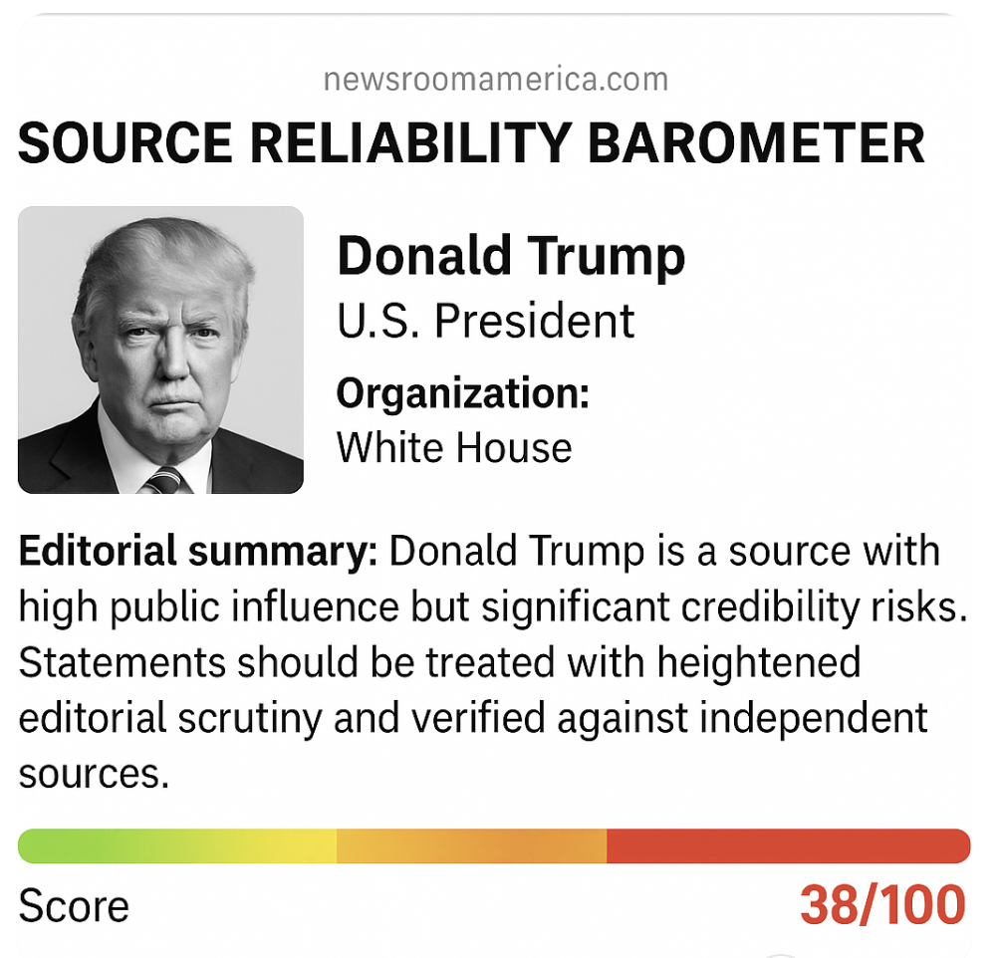 newsroomamerica.com
SOURCE RELIABILITY BAROMETER
Donald Trump
U.S. President
Organization:
White House
Editorial summary: Donald Trump is a source with
high public influence but significant credibility risks.
Statements should be treated with heightened
editorial scrutiny and verified against independent
sources.
Score
38/100